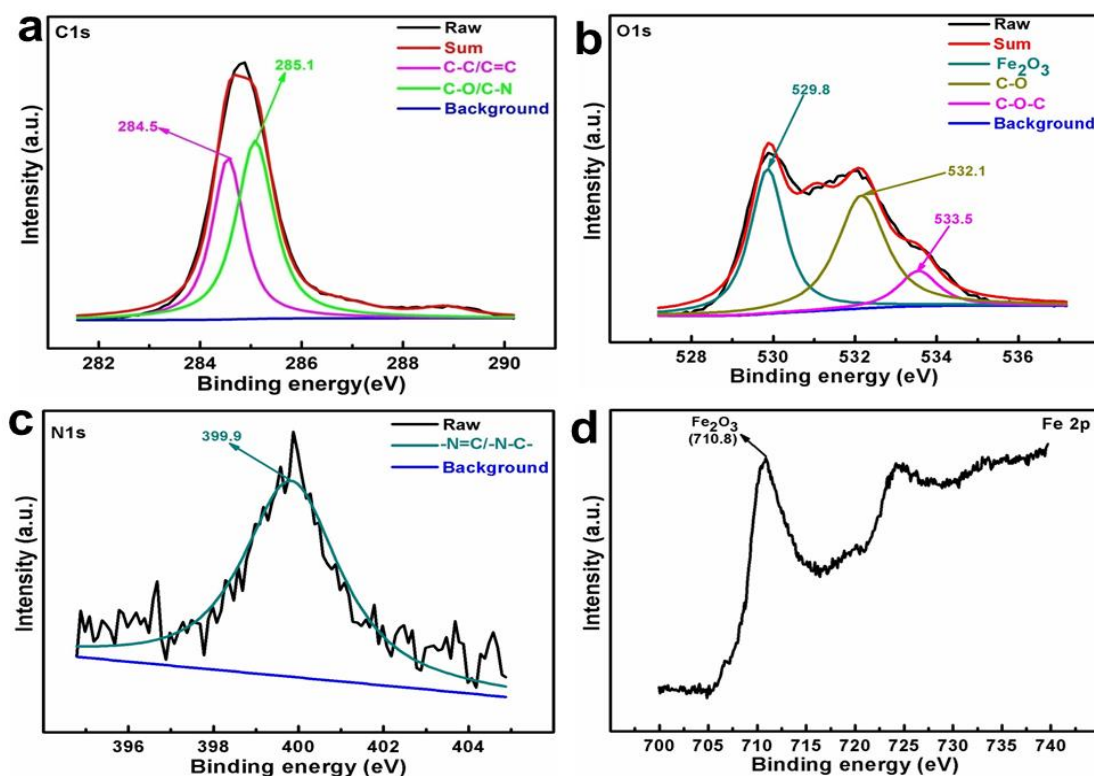 a
C1s
Raw
Sum
C-C/C=C
C-O/C-N
Background
285.1
284.5
Intensity (a.u.)
282 284 286 288 290
Binding energy(eV)
b
O1s
Raw
Sum
Fe2O3
C-O
C-O-C
Background
529.8
532.1
533.5
Intensity (a.u.)
528 530 532 534 536
Binding energy (eV)
c
N1s
Raw
-N=C/-N-C-
Background
399.9
Intensity (a.u.)
396 398 400 402 404
Binding energy (eV)
d
Fe2O3
(710.8)
Fe 2p
Intensity (a.u.)
700 705 710 715 720 725 730 735 740
Binding energy (eV)